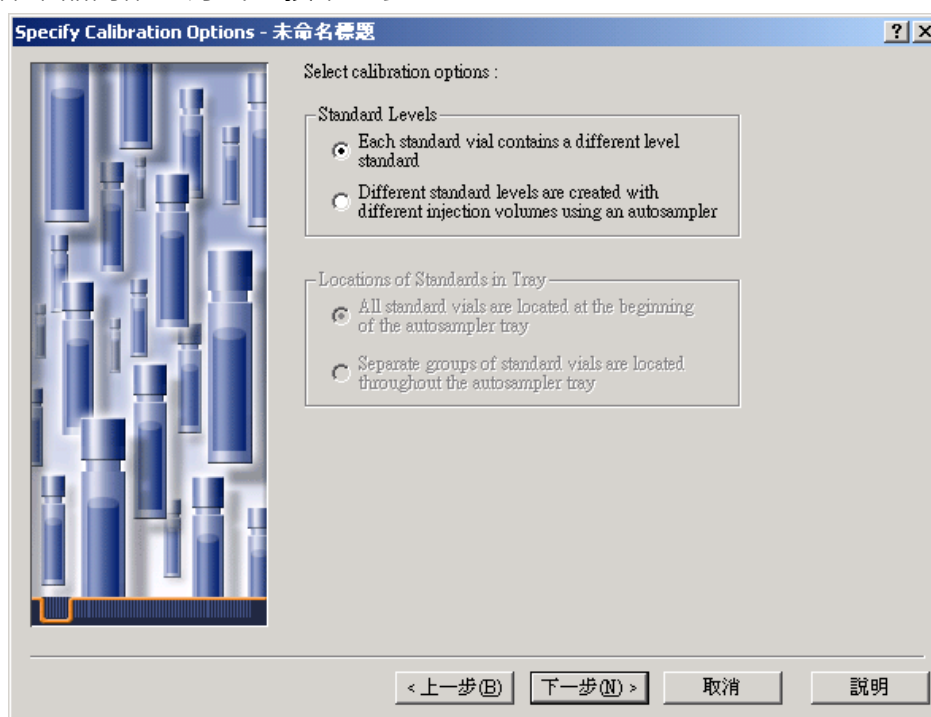 Specify Calibration Options - 未命名標題
Select calibration options :
Standard Levels
Each standard vial contains a different level
standard
Different standard levels are created with
different injection volumes using an autosampler
Locations of Standards in Tray
All standard vials are located at the beginning
of the autosampler tray
Separate groups of standard vials are located
throughout the autosampler tray
<上一步(B)
下一步(N) >
取消
說明